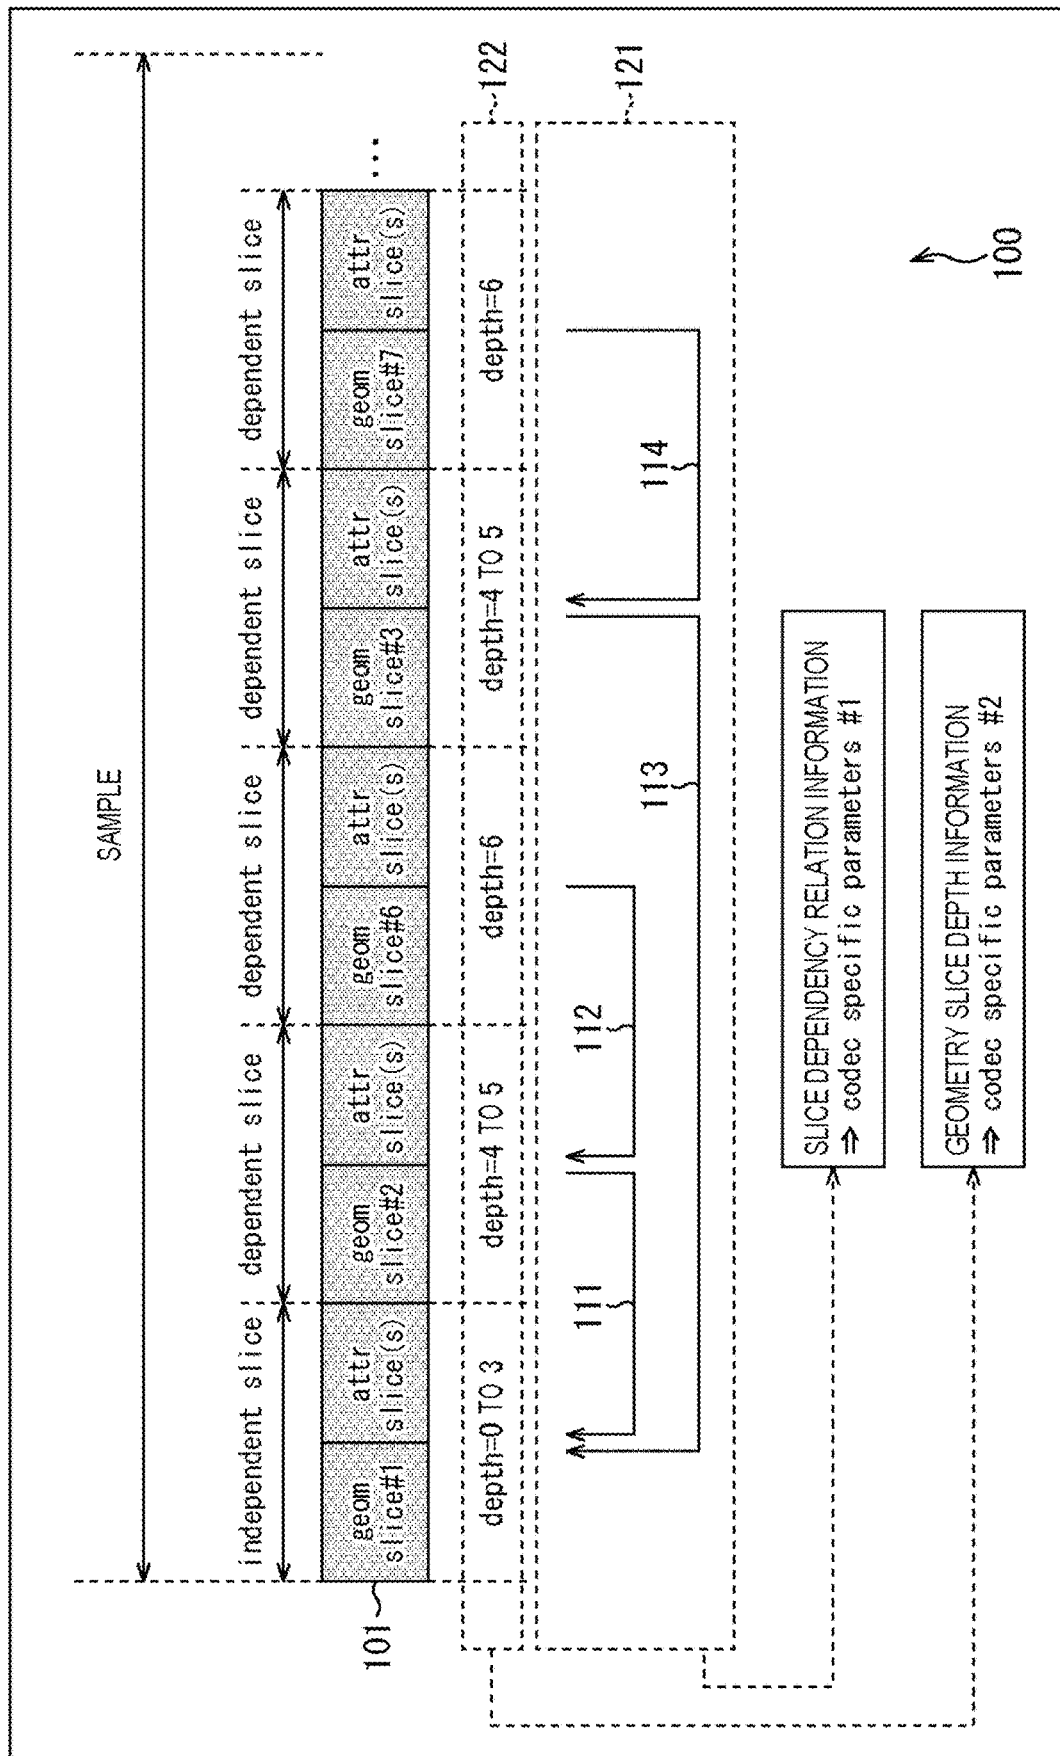 SAMPLE
independent slice
dependent slice
dependent slice
dependent slice
dependent slice
101
geom
slice#1
attr
slice(s)
geom
slice#2
attr
slice(s)
geom
slice#6
attr
slice(s)
geom
slice#3
attr
slice(s)
geom
slice#7
attr
slice(s)
...
depth=0 TO 3
depth=4 TO 5
depth=6
depth=4 TO 5
depth=6
122
121
111
112
113
114
SLICE DEPENDENCY RELATION INFORMATION
⇒ codec specific parameters #1
GEOMETRY SLICE DEPTH INFORMATION
⇒ codec specific parameters #2
100